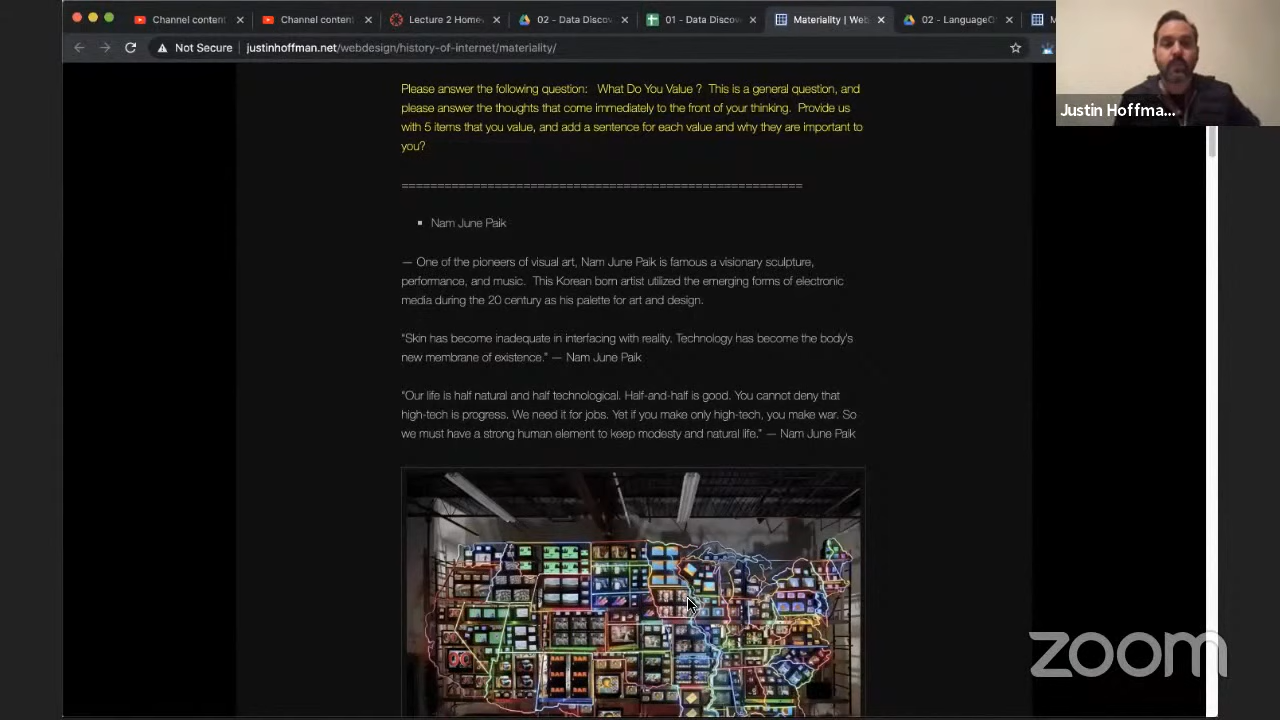 Channel content
Channel content
Lecture 2 Home
02 - Data Discov
01 - Data Discov
Materiality | Web
02 - Language
M
Not Secure
justinhoffman.net/webdesign/history-of-internet/materiality/
Justin Hoffma...
Please answer the following question: What Do You Value ? This is a general question, and
please answer the thoughts that come immediately to the front of your thinking. Provide us
with 5 items that you value, and add a sentence for each value and why they are important to
you?
========================================================
Nam June Paik
— One of the pioneers of visual art, Nam June Paik is famous a visionary sculpture,
performance, and music. This Korean born artist utilized the emerging forms of electronic
media during the 20 century as his palette for art and design.
“Skin has become inadequate in interfacing with reality. Technology has become the body’s
new membrane of existence.” — Nam June Paik
“Our life is half natural and half technological. Half-and-half is good. You cannot deny that
high-tech is progress. We need it for jobs. Yet if you make only high-tech, you make war. So
we must have a strong human element to keep modesty and natural life.” — Nam June Paik
zoom